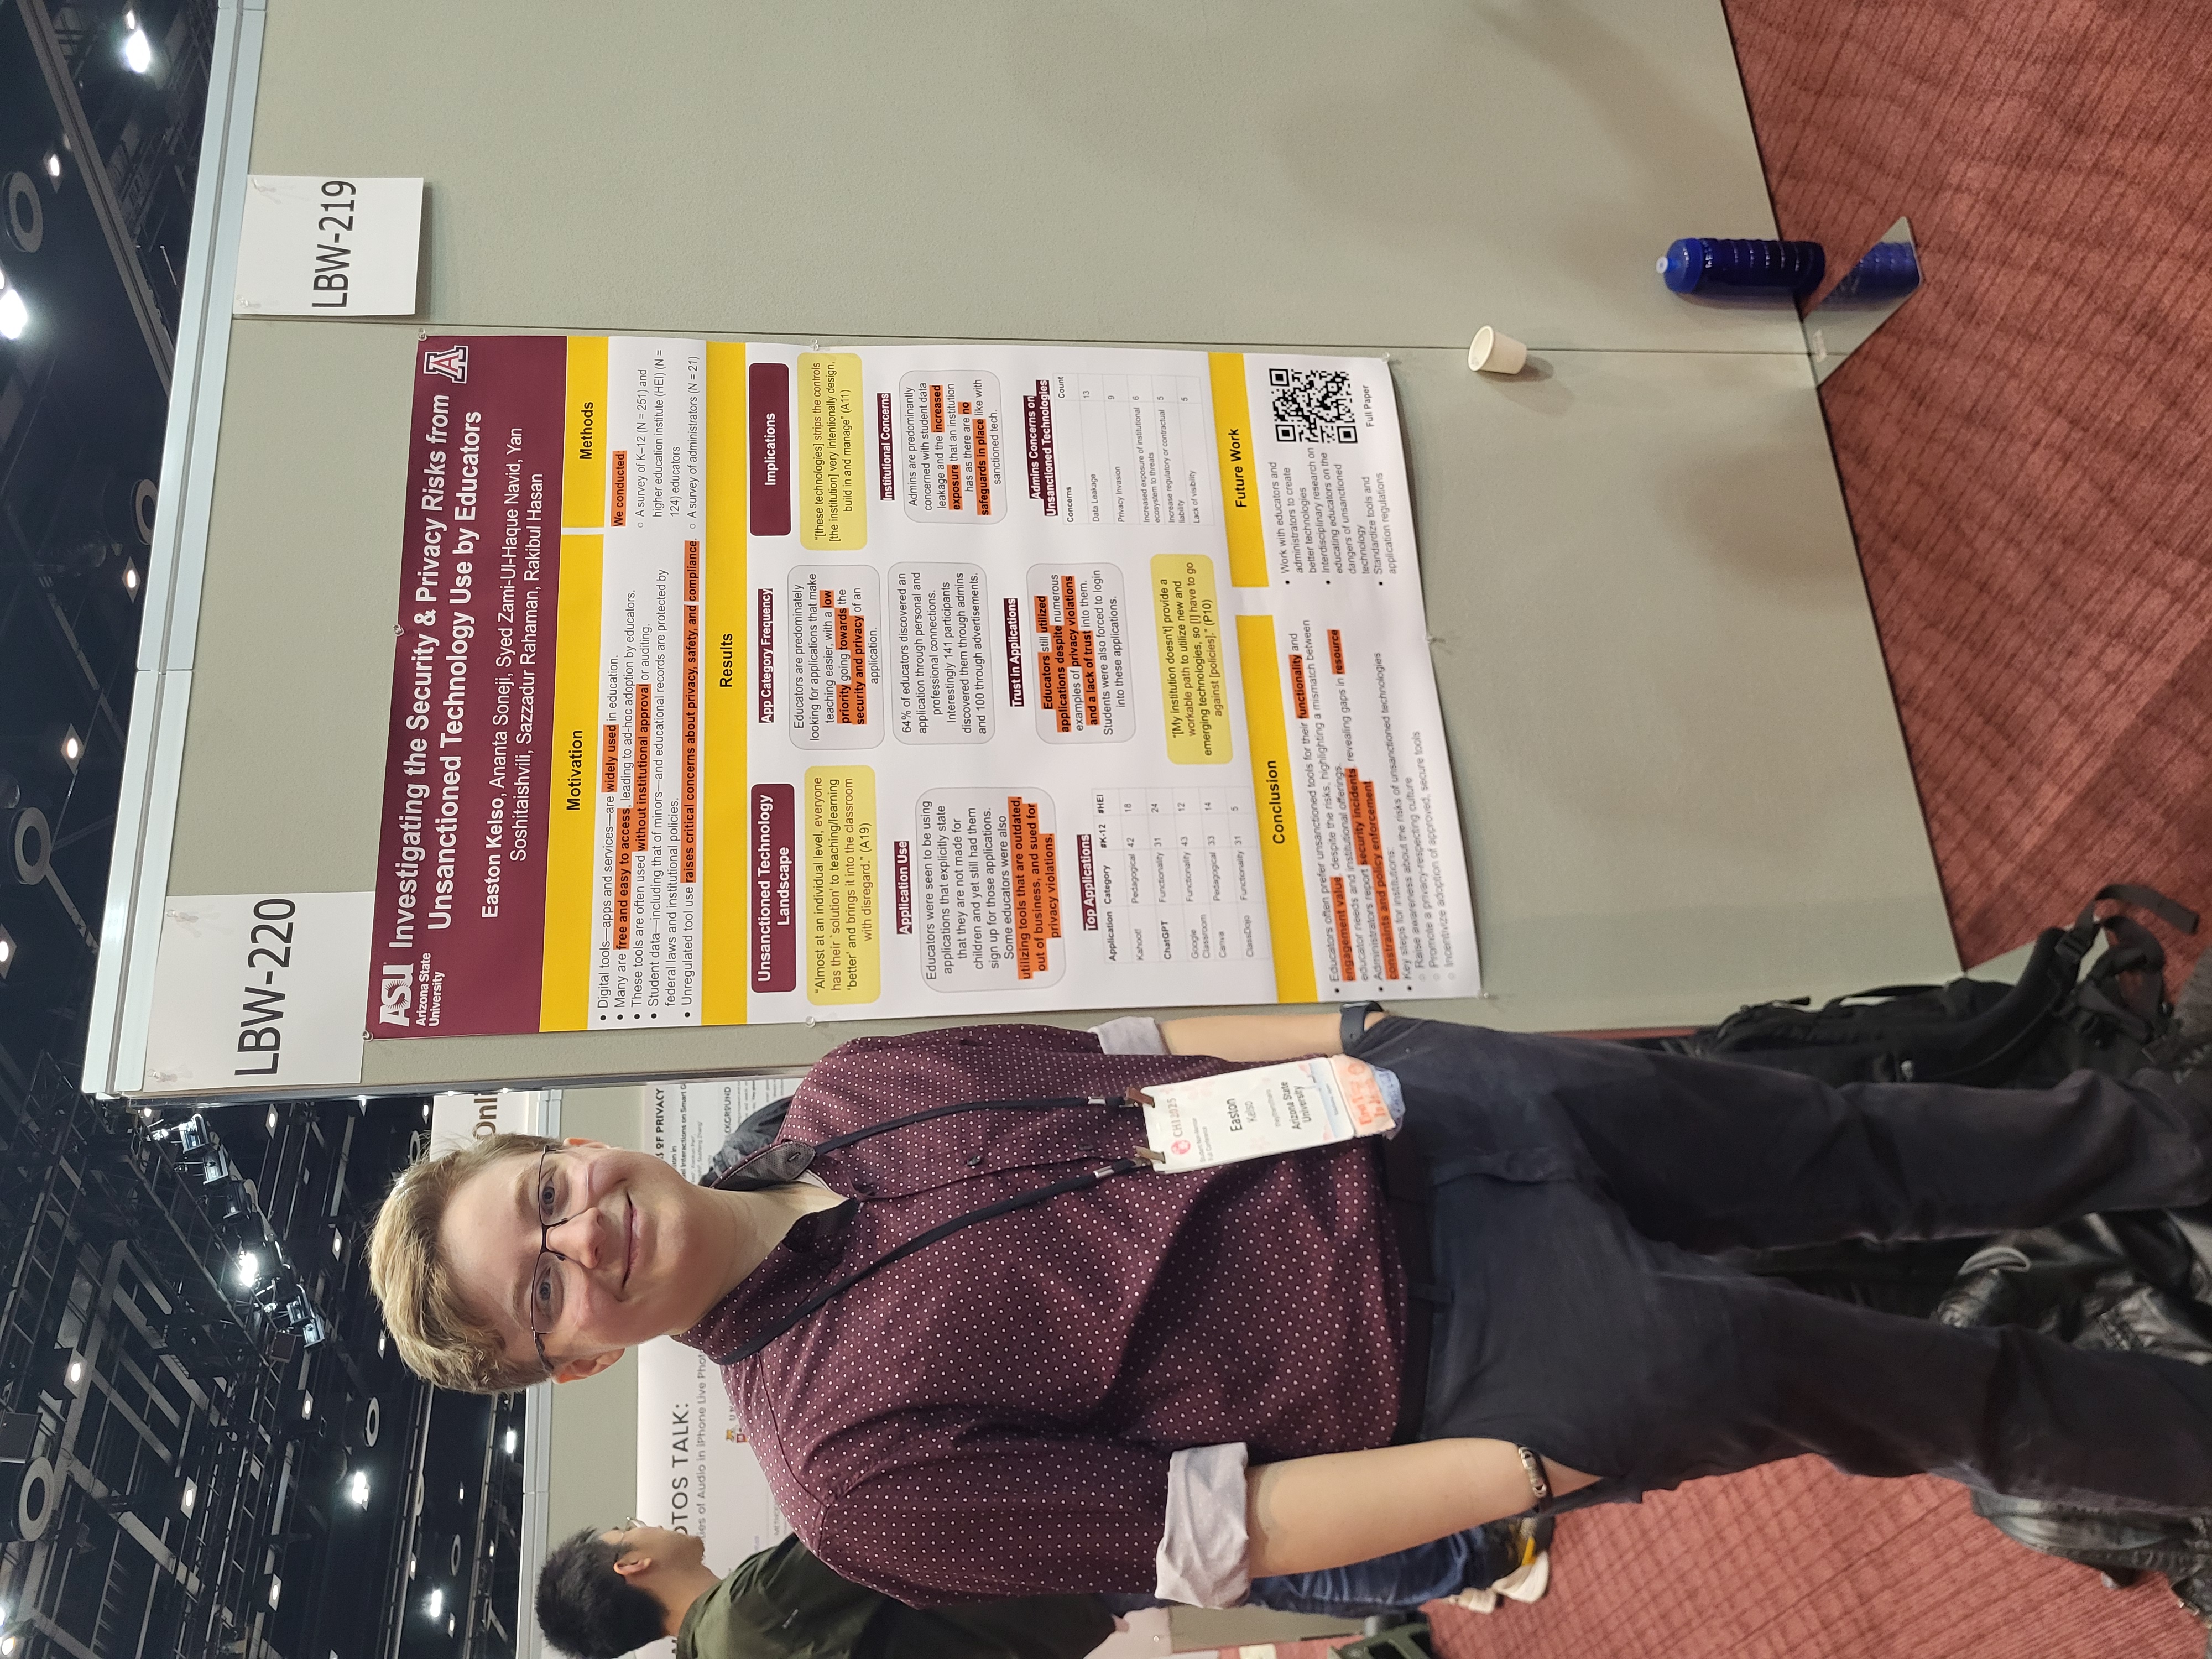 LBW-220
LBW-219
ASU
Arizona State
University
Investigating the Security & Privacy Risks from
Unsanctioned Technology Use by Educators
A
Easton Kelso, Ananta Soneji, Syed Zami-Ul-Haque Navid, Yan
Soshitaishvili, Sazzadur Rahaman, Rakibul Hasan
Motivation
• Digital tools—apps and services—are widely used in education.
• Many are free and easy to access, leading to ad-hoc adoption by educators.
• These tools are often used without institutional approval or auditing.
• Student data—including that of minors—and educational records are protected by
federal laws and institutional policies.
• Unregulated tool use raises critical concerns about privacy, safety, and compliance.
Methods
We conducted:
○ A survey of K–12 (N = 251) and
higher education institute (HEI) (N =
124) educators
○ A survey of administrators (N = 21)
Results
Unsanctioned Technology
Landscape
"Almost at an individual level, everyone
has their `solution' to teaching/learning
'better' and brings it into the classroom
with disregard." (A19)
Application Use
Educators were seen to be using
applications that explicitly state
that they are not made for
children and yet still had them
sign up for those applications.
Some educators were also
utilizing tools that are outdated,
out of business, and sued for
privacy violations.
Top Applications
Application Category #K-12 #HEI
Kahoot! Pedagogical 42 18
ChatGPT Functionality 31 24
Google
Classroom Functionality 43 12
Canva Pedagogical 33 14
ClassDojo Functionality 31 5
App Category Frequency
Educators are predominately
looking for applications that make
teaching easier, with a low
priority going towards the
security and privacy of an
application.
64% of educators discovered an
application through personal and
professional connections.
Interestingly 141 participants
discovered them through admins
and 100 through advertisements.
Trust in Applications
Educators still utilized
applications despite numerous
examples of privacy violations
and a lack of trust into them.
Students were also forced to login
into these applications.
"[My institution doesn't] provide a
workable path to utilize new and
emerging technologies, so [I] have to go
against [policies]." (P10)
Implications
"[these technologies] strips the controls
[the institution] very intentionally design,
build in and manage" (A11)
Institutional Concerns
Admins are predominantly
concerned with student data
leakage and the increased
exposure that an institution
has as there are no
safeguards in place like with
sanctioned tech.
Admins Concerns on
Unsanctioned Technologies
Concerns Count
Data Leakage 13
Privacy Invasion 9
Increased exposure of institutional
ecosystem to threats 6
Increase regulatory or contractual
liability 5
Lack of visibility 5
Conclusion
• Educators often prefer unsanctioned tools for their functionality and
engagement value, despite the risks, highlighting a mismatch between
educator needs and institutional offerings.
• Administrators report security incidents, revealing gaps in resource
constraints and policy enforcement
• Key steps for institutions:
○ Raise awareness about the risks of unsanctioned technologies
○ Promote a privacy-respecting culture
○ Incentivize adoption of approved, secure tools
Future Work
• Work with educators and
administrators to create
better technologies
• Interdisciplinary research on
educating educators on the
dangers of unsanctioned
technology
• Standardize tools and
application regulations
Full Paper
CHI 2025
Student Non-Member
Full Conference
Easton
Kelso
they/them/theirs
Arizona State
University
OTOS TALK:
of Audio in iPhone Live
OF PRIVACY
Interactions on Smart